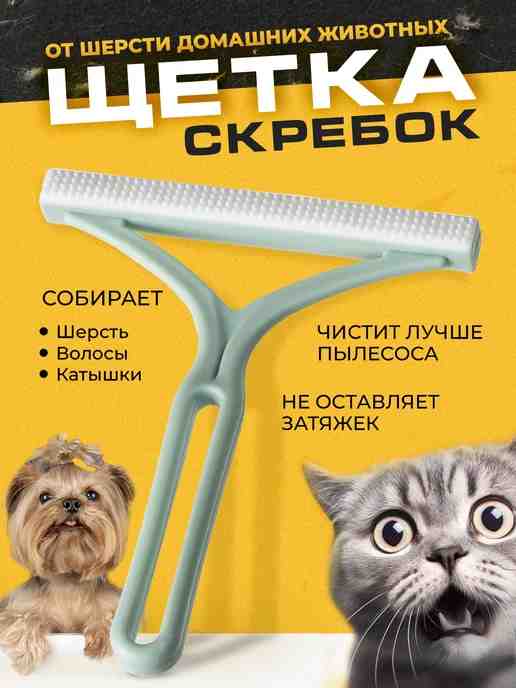 ОТ ШЕРСТИ ДОМАШНИХ ЖИВОТНЫХ
ЩЕТКА
СКРЕБОК
СОБИРАЕТ
• Шерсть
• Волосы
• Катышки
ЧИСТИТ ЛУЧШЕ
ПЫЛЕСОСА
НЕ ОСТАВЛЯЕТ
ЗАТЯЖЕК